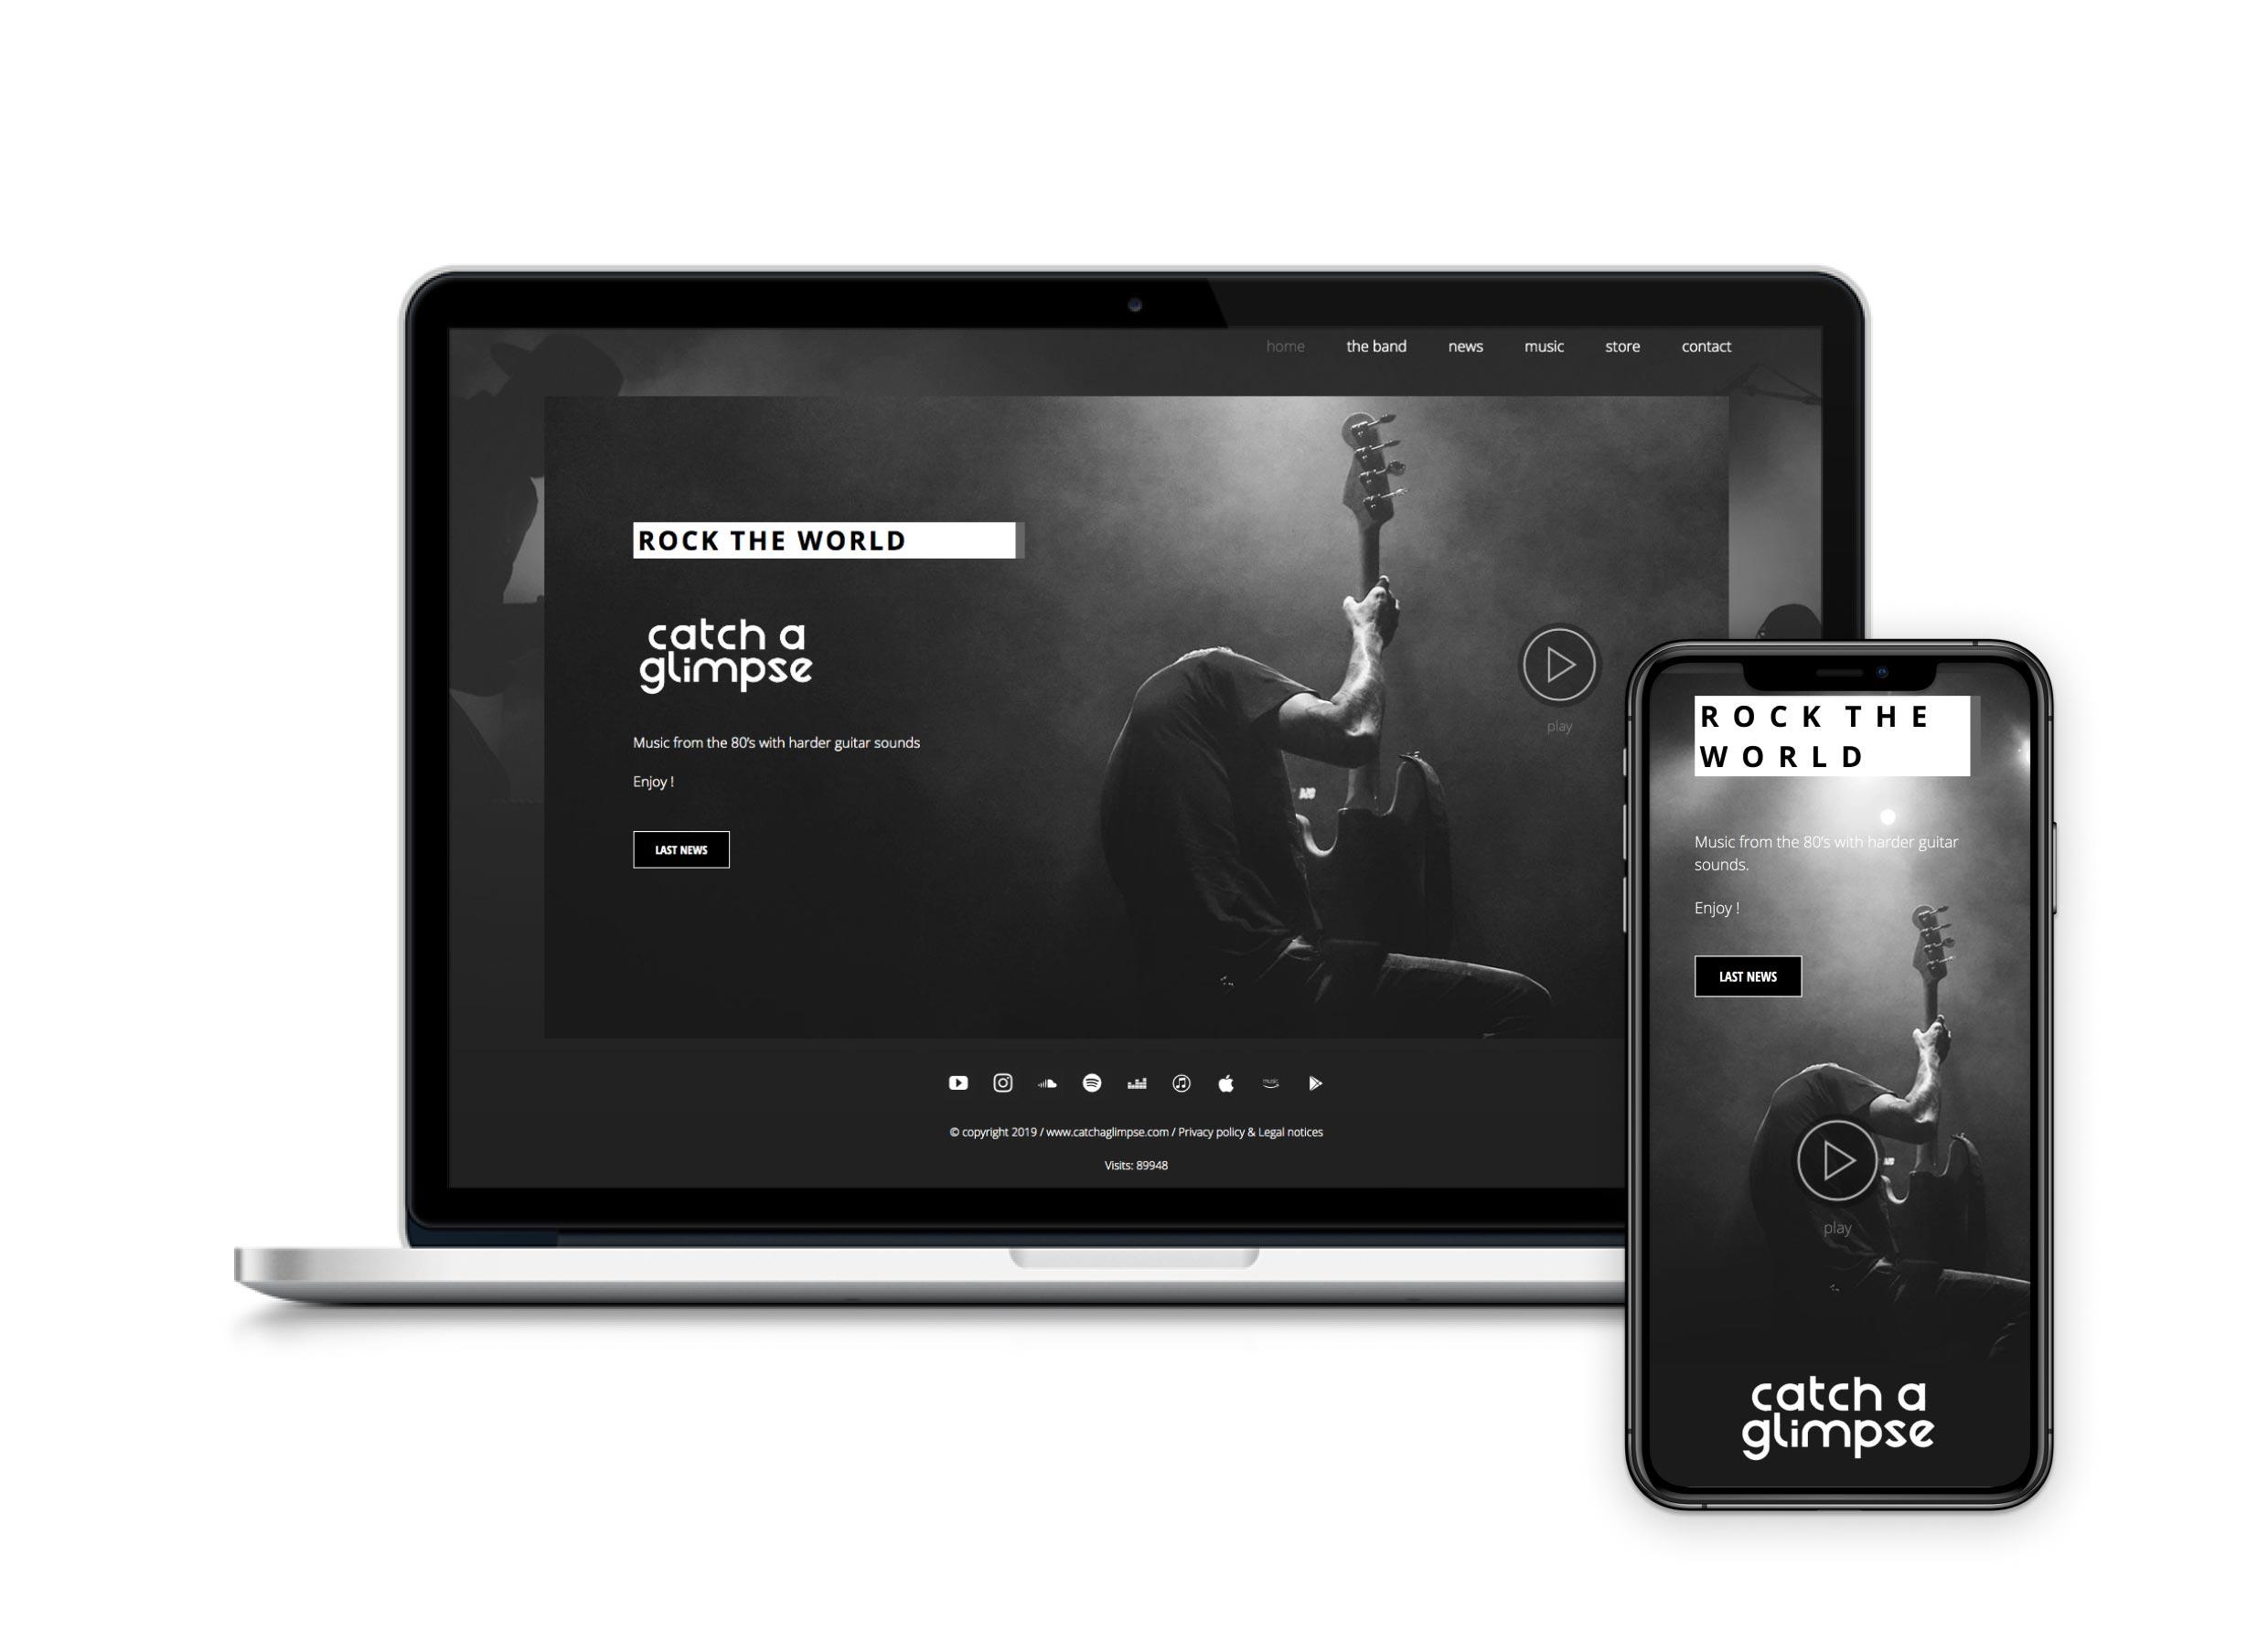 home the band news music store contact
ROCK THE WORLD
catch a
glimpse
Music from the 80's with harder guitar sounds
Enjoy !
LAST NEWS
play
© copyright 2019 / www.catchaglimpse.com / Privacy policy & Legal notices
Visits: 89948
ROCK THE
WORLD
Music from the 80's with harder guitar
sounds.
Enjoy !
LAST NEWS
play
catch a
glimpse